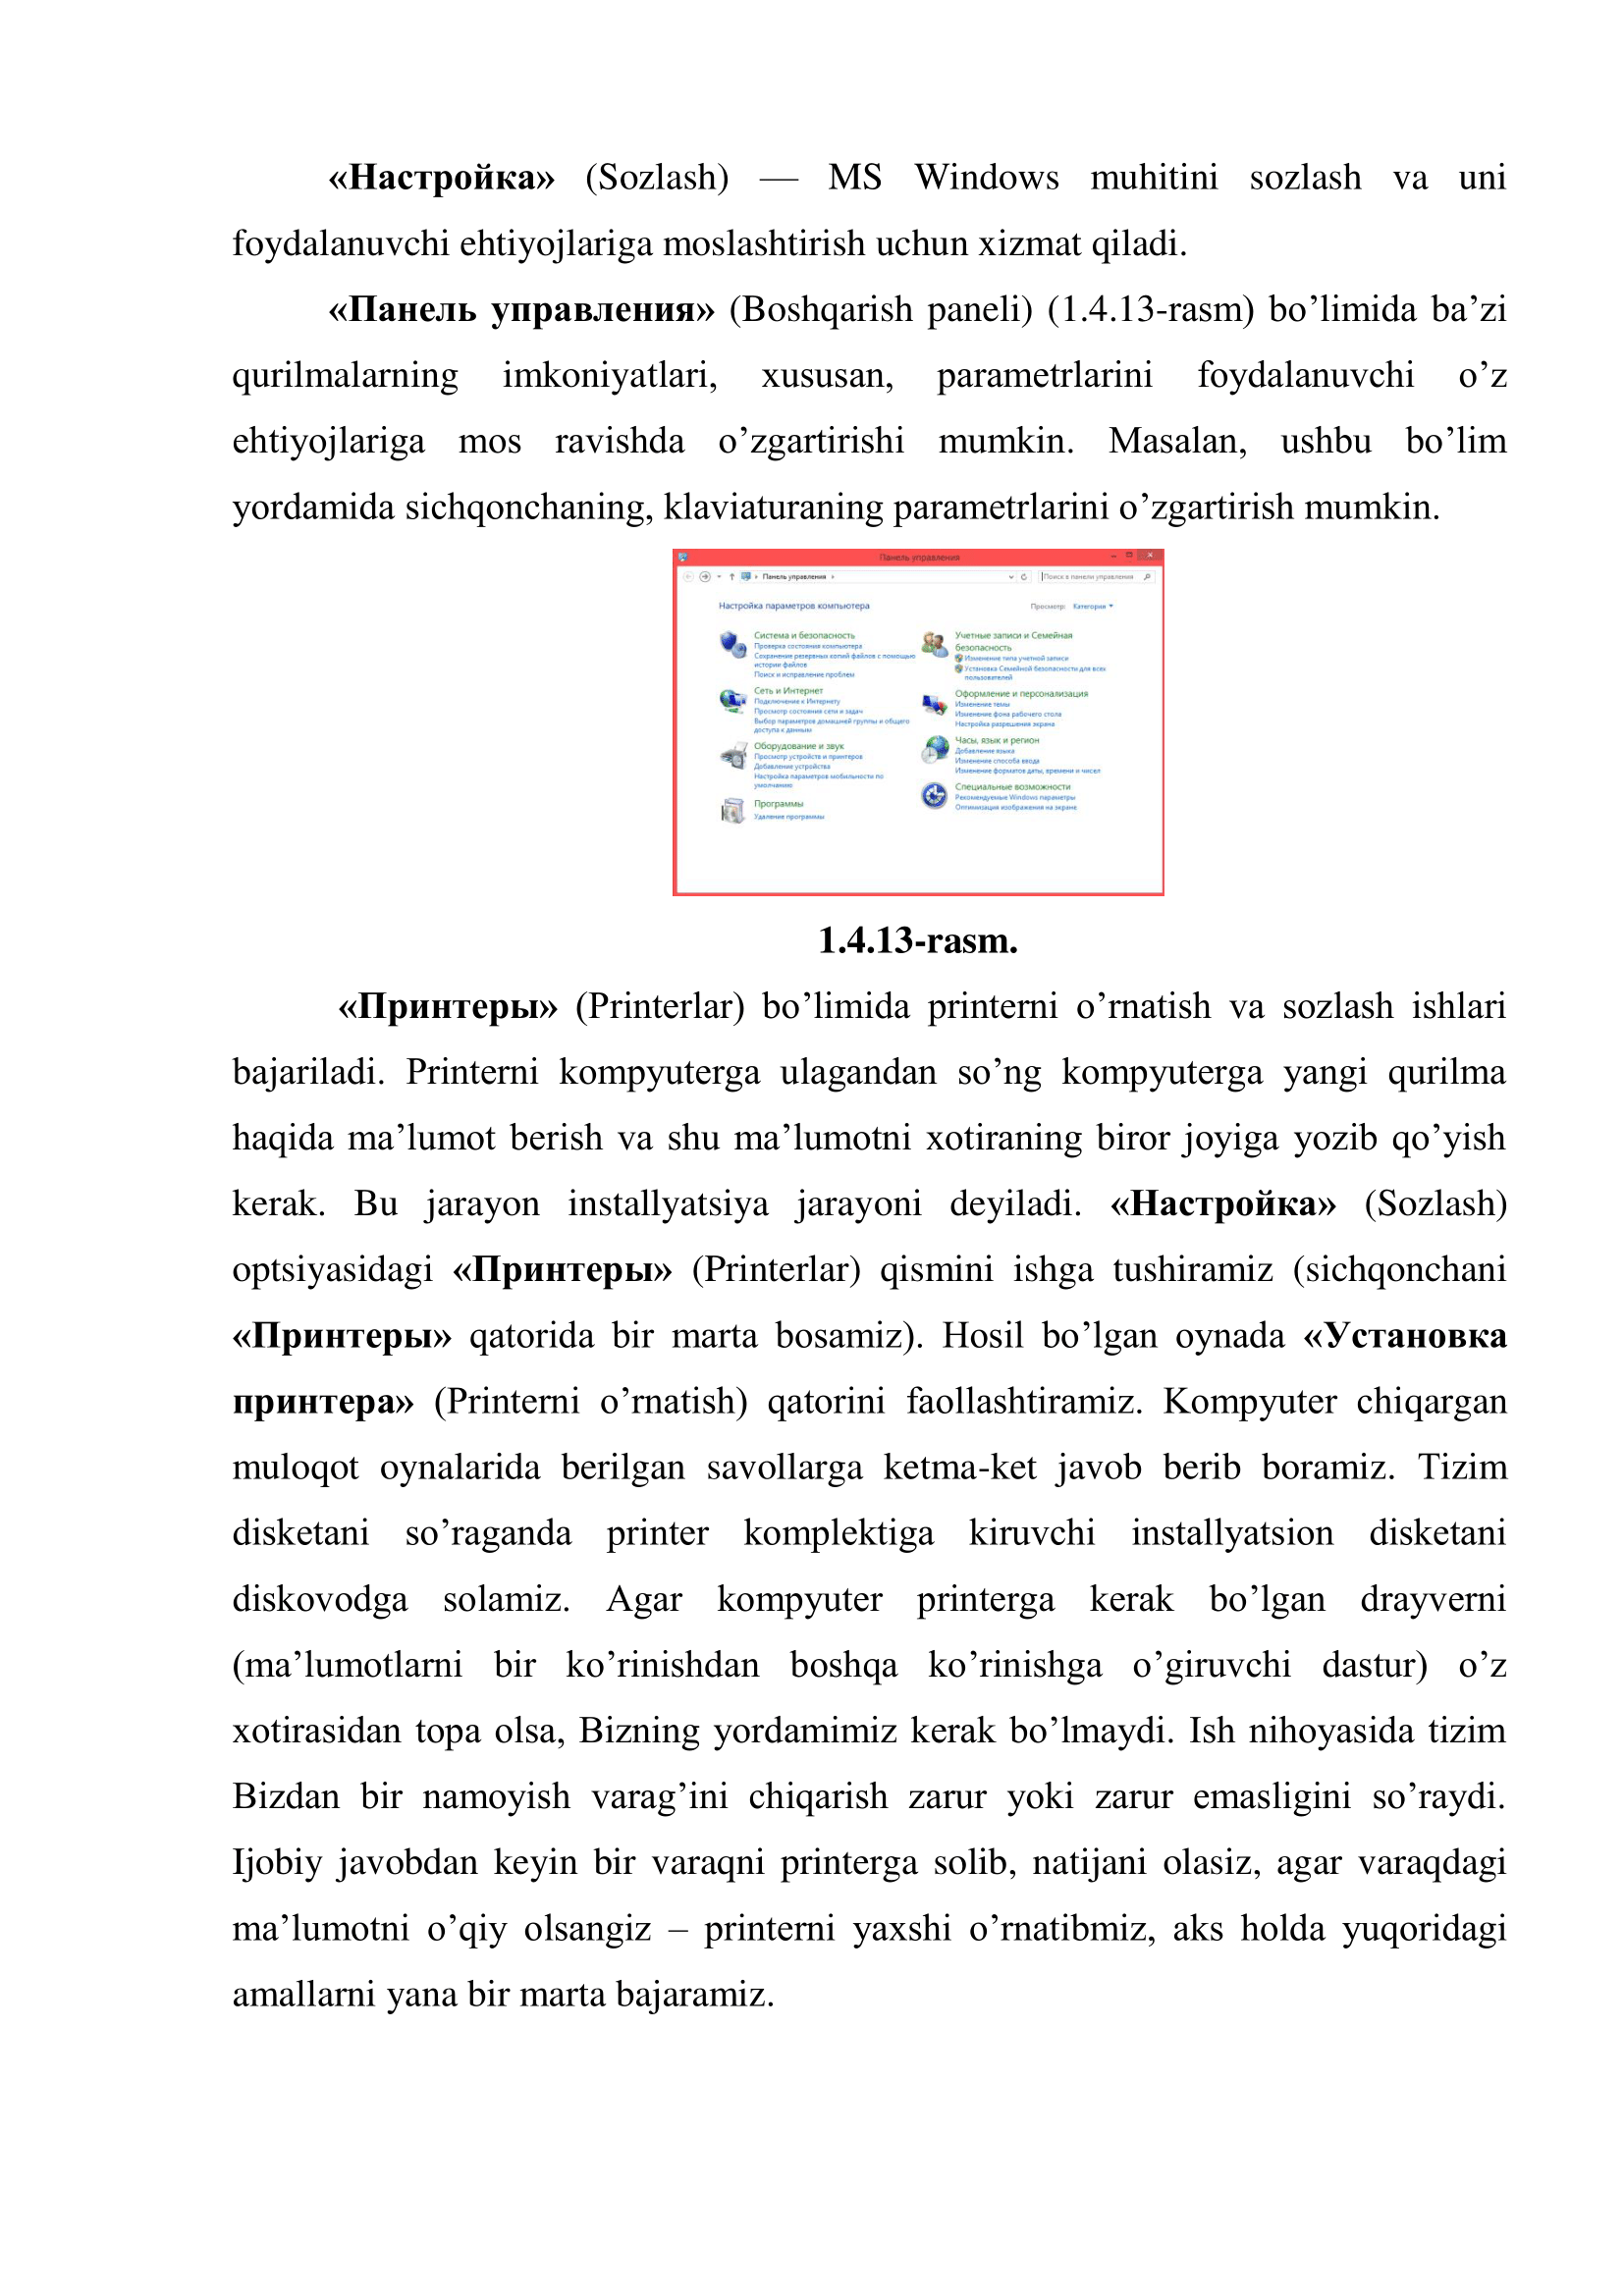 «Настройка» (Sozlash) — MS Windows muhitini sozlash va uni
foydalanuvchi ehtiyojlariga moslashtirish uchun xizmat qiladi.
«Панель управления» (Boshqarish paneli) (1.4.13-rasm) bo’limida ba’zi
qurilmalarning imkoniyatlari, xususan, parametrlarini foydalanuvchi o’z
ehtiyojlariga mos ravishda o’zgartirishi mumkin. Masalan, ushbu bo’lim
yordamida sichqonchaning, klaviaturaning parametrlarini o’zgartirish mumkin.
Панель управления
Панель управления
Поиск в панели управления
Настройка параметров компьютера
Просмотр: Категория
Система и безопасность
Проверка состояния компьютера
Сохранение резервных копий файлов с помощью
истории файлов
Поиск и исправление проблем
Сеть и Интернет
Подключение к Интернету
Просмотр состояния сети и задач
Выбор параметров домашней группы и общего
доступа к данным
Оборудование и звук
Просмотр устройств и принтеров
Добавление устройства
Настройка параметров мобильности по
умолчанию
Программы
Удаление программы
Учетные записи и Семейная
безопасность
Изменение типа учетной записи
Установка Семейной безопасности для всех
пользователей
Оформление и персонализация
Изменение темы
Изменение фона рабочего стола
Настройка разрешения экрана
Часы, язык и регион
Добавление языка
Изменение способа ввода
Изменение форматов даты, времени и чисел
Специальные возможности
Рекомендуемые Windows параметры
Оптимизация изображения на экране
1.4.13-rasm.
«Принтеры» (Printerlar) bo’limida printerni o’rnatish va sozlash ishlari
bajariladi. Printerni kompyuterga ulagandan so’ng kompyuterga yangi qurilma
haqida ma’lumot berish va shu ma’lumotni xotiraning biror joyiga yozib qo’yish
kerak. Bu jarayon installyatsiya jarayoni deyiladi. «Настройка» (Sozlash)
optsiyasidagi «Принтеры» (Printerlar) qismini ishga tushiramiz (sichqonchani
«Принтеры» qatorida bir marta bosamiz). Hosil bo’lgan oynada «Установка
принтера» (Printerni o’rnatish) qatorini faollashtiramiz. Kompyuter chiqargan
muloqot oynalarida berilgan savollarga ketma-ket javob berib boramiz. Tizim
disketani so’raganda printer komplektiga kiruvchi installyatsion disketani
diskovodga solamiz. Agar kompyuter printerga kerak bo’lgan drayverni
(ma’lumotlarni bir ko’rinishdan boshqa ko’rinishga o’giruvchi dastur) o’z
xotirasidan topa olsa, Bizning yordamimiz kerak bo’lmaydi. Ish nihoyasida tizim
Bizdan bir namoyish varag’ini chiqarish zarur yoki zarur emasligini so’raydi.
Ijobiy javobdan keyin bir varaqni printerga solib, natijani olasiz, agar varaqdagi
ma’lumotni o’qiy olsangiz – printerni yaxshi o’rnatibmiz, aks holda yuqoridagi
amallarni yana bir marta bajaramiz.